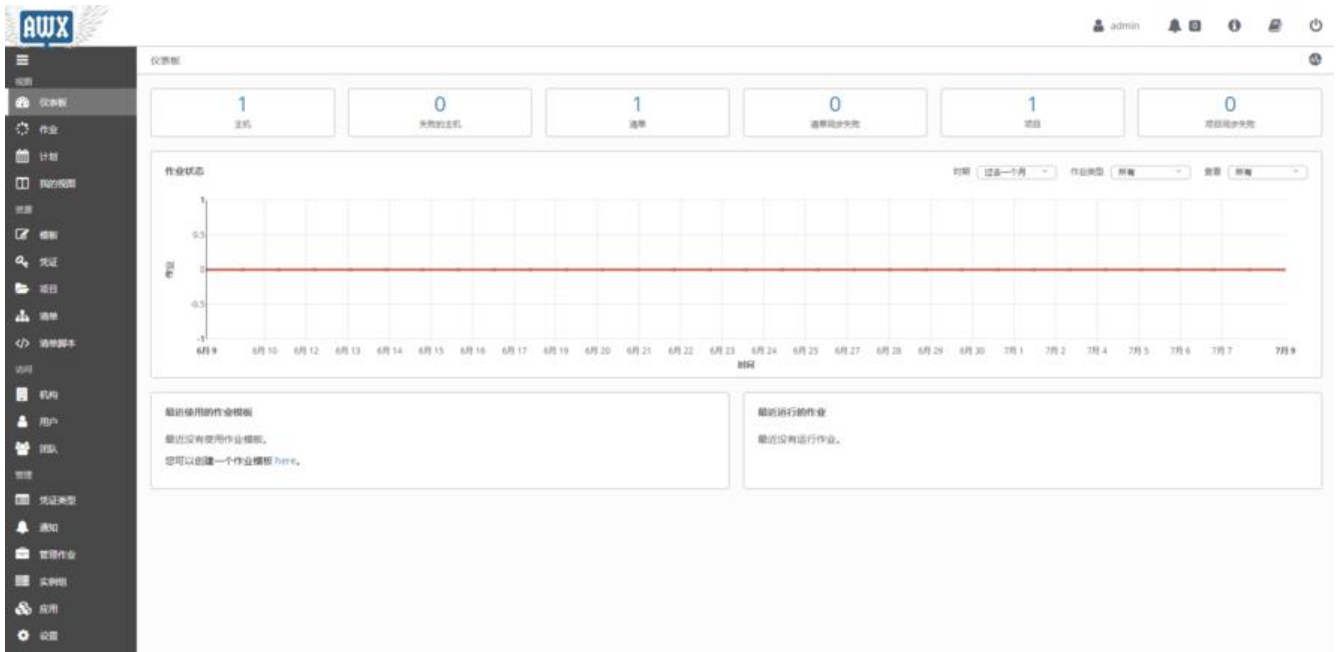 AWX
admin
0
视图
仪表板
作业
计划
我的视图
资源
模板
凭证
项目
清单
清单脚本
访问
机构
用户
团队
管理
凭证类型
通知
管理作业
实例组
应用
设置
仪表板
1
主机
0
失败的主机
1
清单
0
清单同步失败
1
项目
0
项目同步失败
作业状态
时期 过去一个月 作业类型 所有 查看 所有
1
0.5
0
-0.5
-1
作业
6月 9 6月 10 6月 12 6月 13 6月 14 6月 15 6月 16 6月 17 6月 19 6月 20 6月 21 6月 22 6月 23 6月 24 6月 25 6月 27 6月 28 6月 29 6月 30 7月 1 7月 2 7月 4 7月 5 7月 6 7月 7 7月 9
时间
最近使用的作业模板
最近没有使用作业模板。
您可以创建一个作业模板 here。
最近运行的作业
最近没有运行作业。